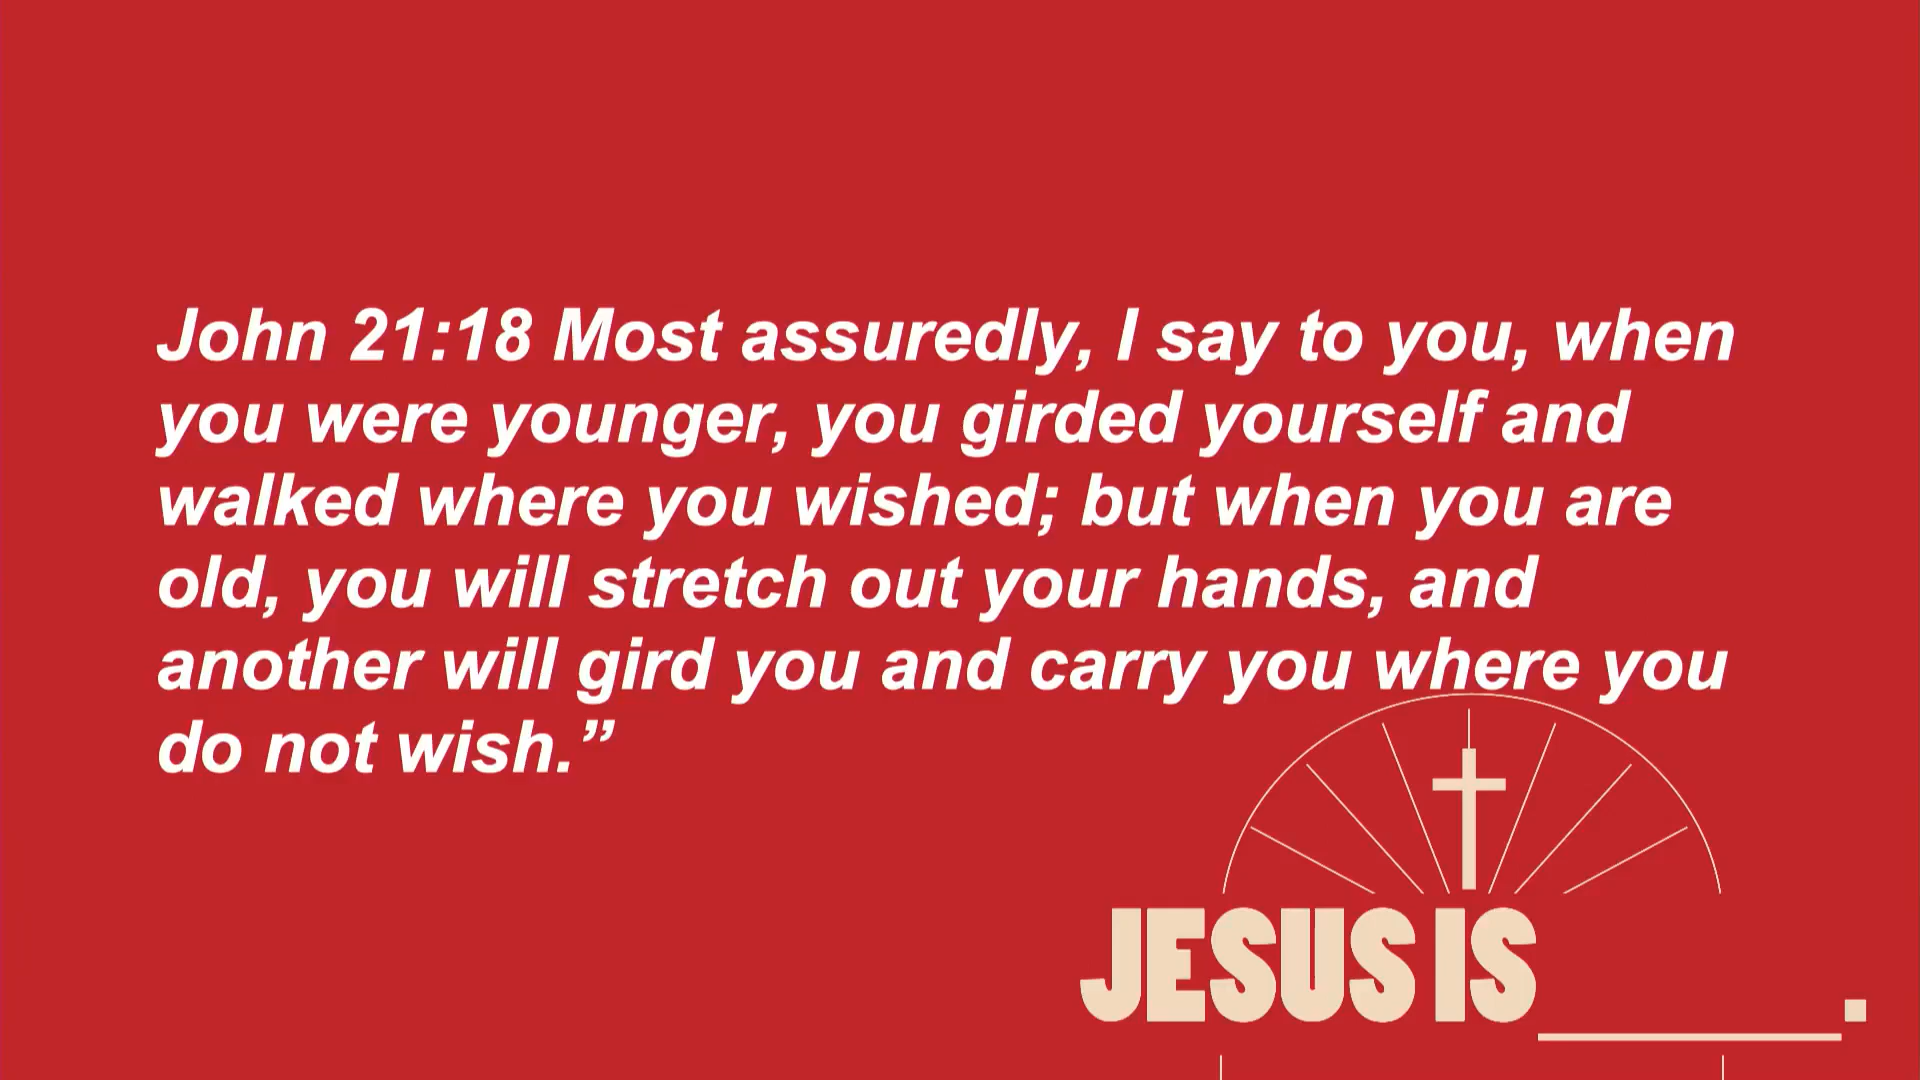 John 21:18 Most assuredly, I say to you, when
you were younger, you girded yourself and
walked where you wished; but when you are
old, you will stretch out your hands, and
another will gird you and carry you where you
do not wish.”
JESUS IS ________.